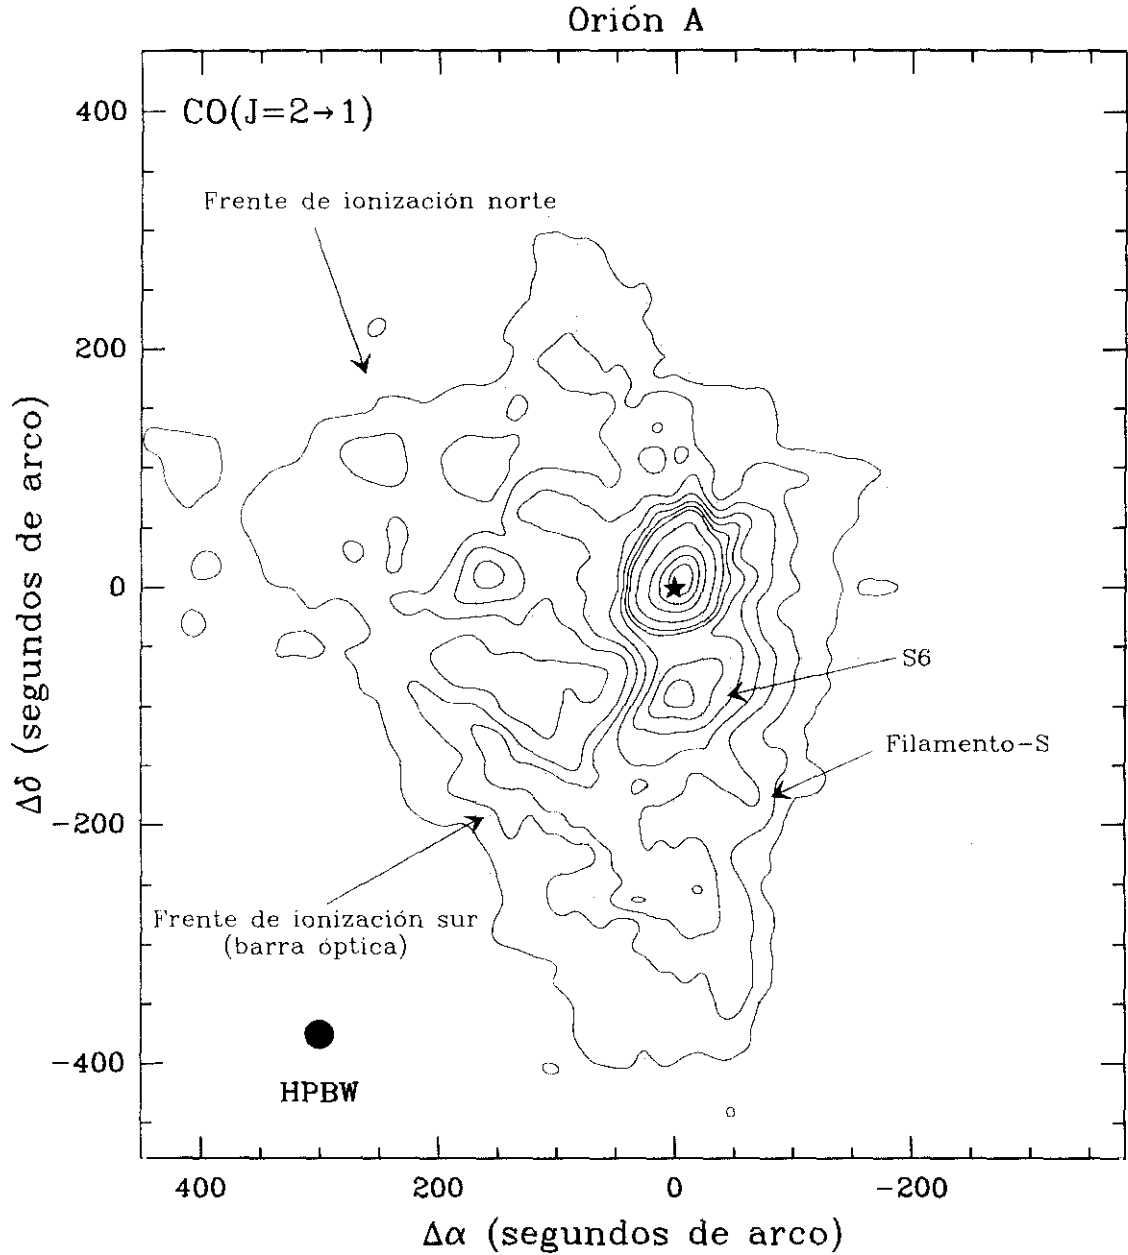 Orión A
CO(J=2→1)
Frente de ionización norte
S6
Filamento-S
Frente de ionización sur
(barra óptica)
HPBW
400
200
0
-200
-400
400
200
0
-200
Δδ (segundos de arco)
Δα (segundos de arco)